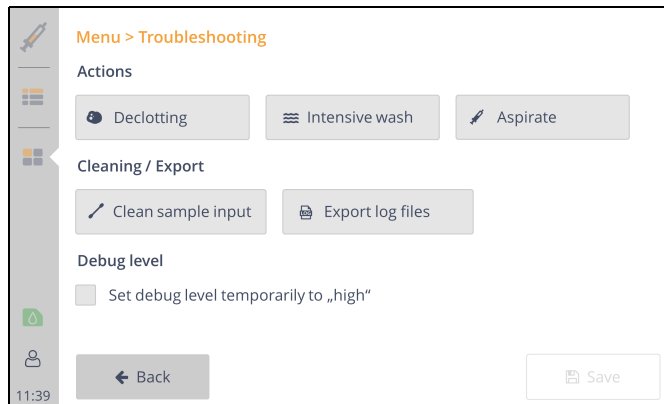 Menu > Troubleshooting
Actions
Declotting
Intensive wash
Aspirate
Cleaning / Export
Clean sample input
Export log files
Debug level
Set debug level temporarily to „high“
Back
Save
11:39